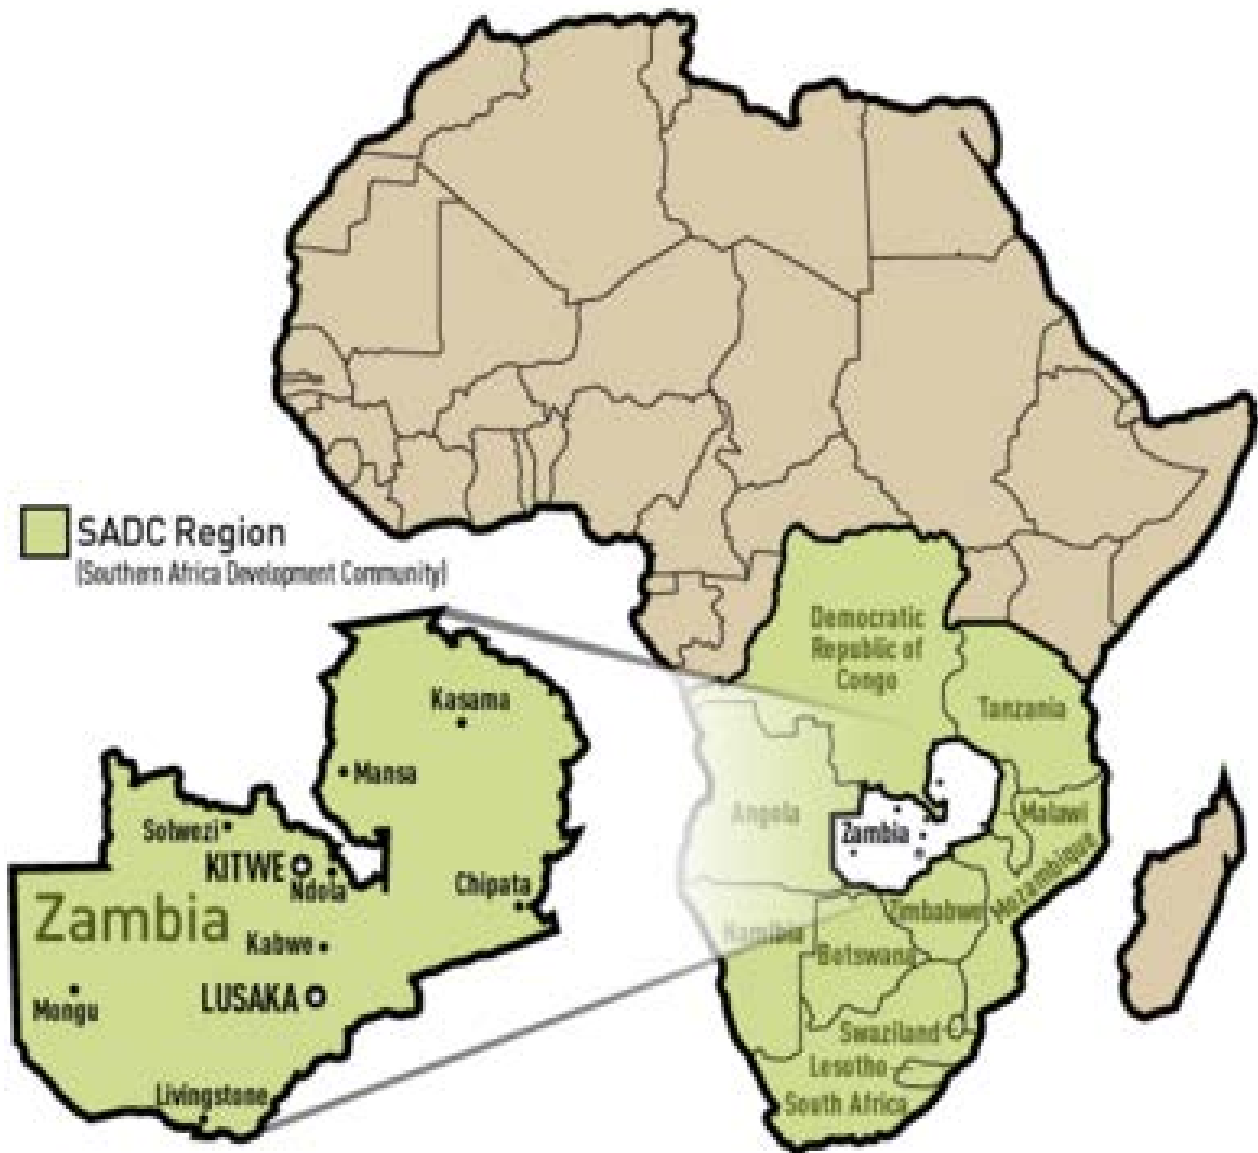 SADC Region
(Southern Africa Development Community)
Democratic
Republic of
Congo
Tanzania
Angola
Zambia
Malawi
Mozambique
Zimbabwe
Namibia
Botswana
Swaziland
Lesotho
South Africa
Kasama
Mansa
Solwezi
KITWE
Ndola
Chipata
Zambia
Kabwe
LUSAKA
Mongu
Livingstone